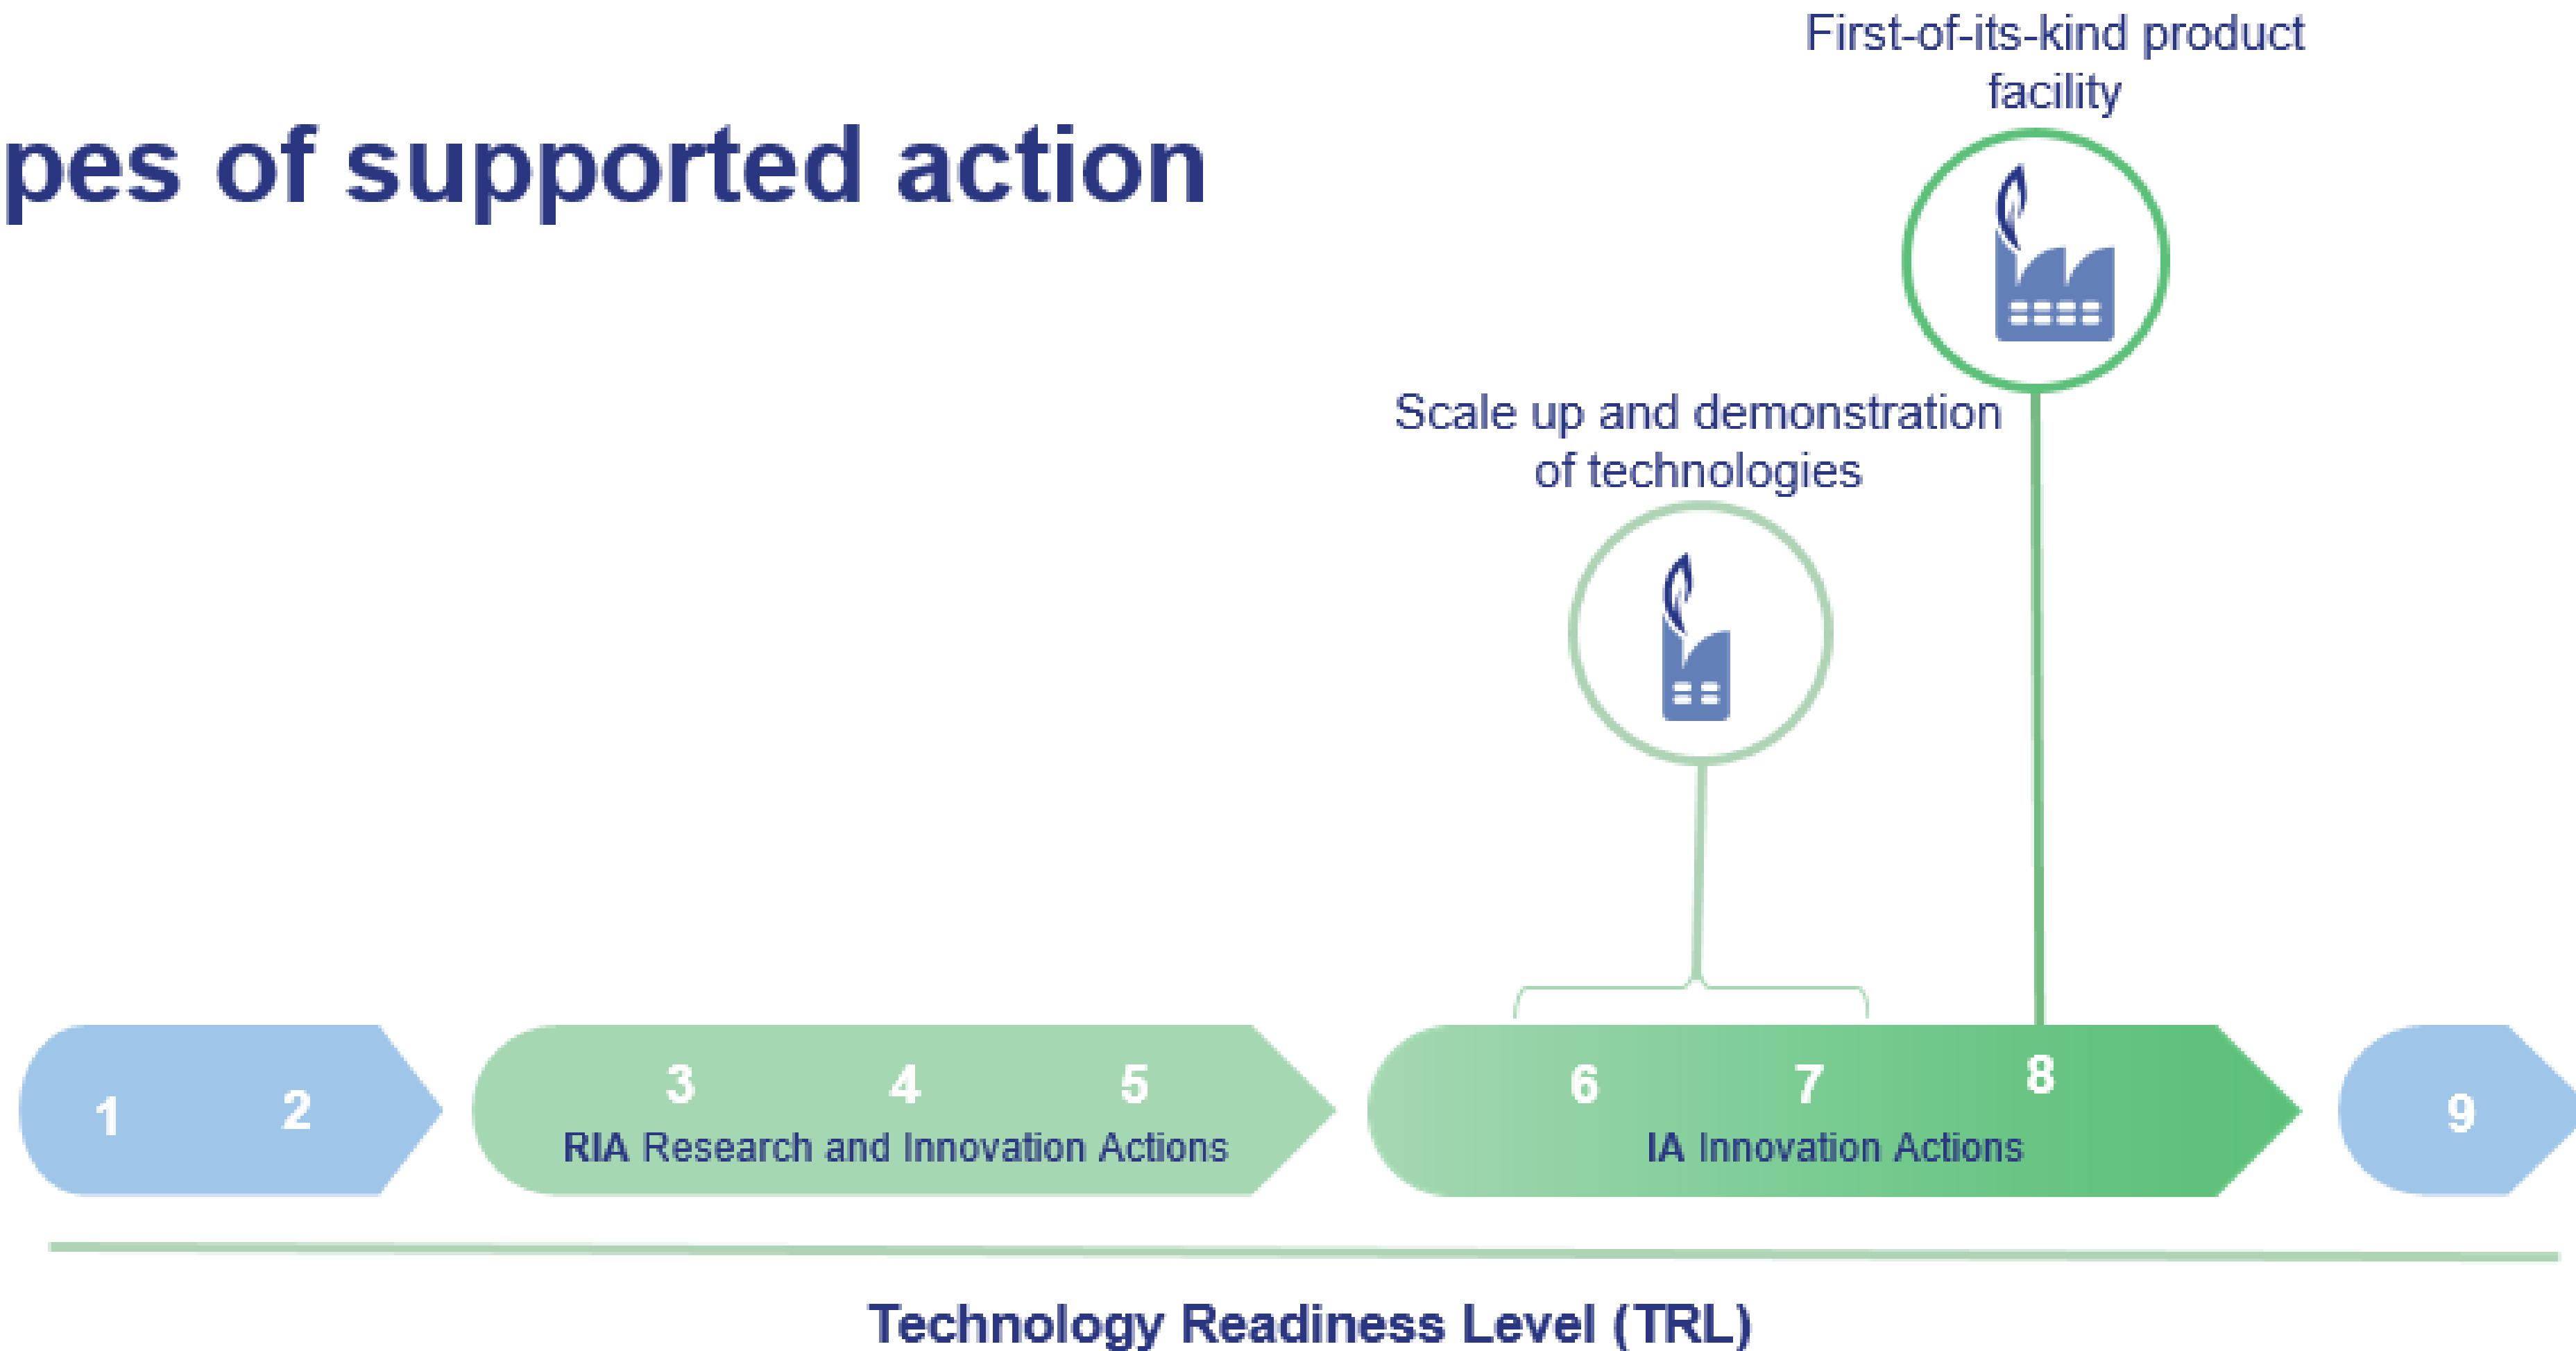 First-of-its-kind product
facility
pes of supported action
Scale up and demonstration
of technologies
1 2 3 4 5 6 7 8 9
RIA Research and Innovation Actions
IA Innovation Actions
Technology Readiness Level (TRL)